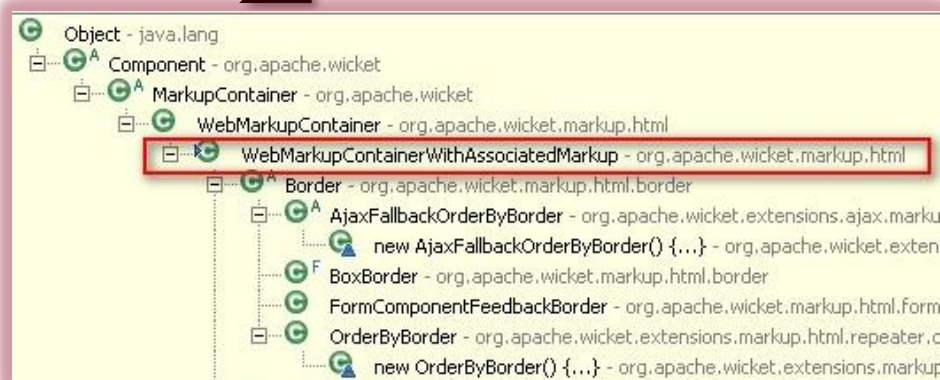 Object - java.lang
A Component - org.apache.wicket
A MarkupContainer - org.apache.wicket
WebMarkupContainer - org.apache.wicket.markup.html
WebMarkupContainerWithAssociatedMarkup - org.apache.wicket.markup.html
A Border - org.apache.wicket.markup.html.border
A AjaxFallbackOrderByBorder - org.apache.wicket.extensions.ajax.marku
new AjaxFallbackOrderByBorder() {...} - org.apache.wicket.exten
F BoxBorder - org.apache.wicket.markup.html.border
FormComponentFeedbackBorder - org.apache.wicket.markup.html.form
OrderByBorder - org.apache.wicket.extensions.markup.html.repeater.
new OrderByBorder() {...} - org.apache.wicket.extensions.markup